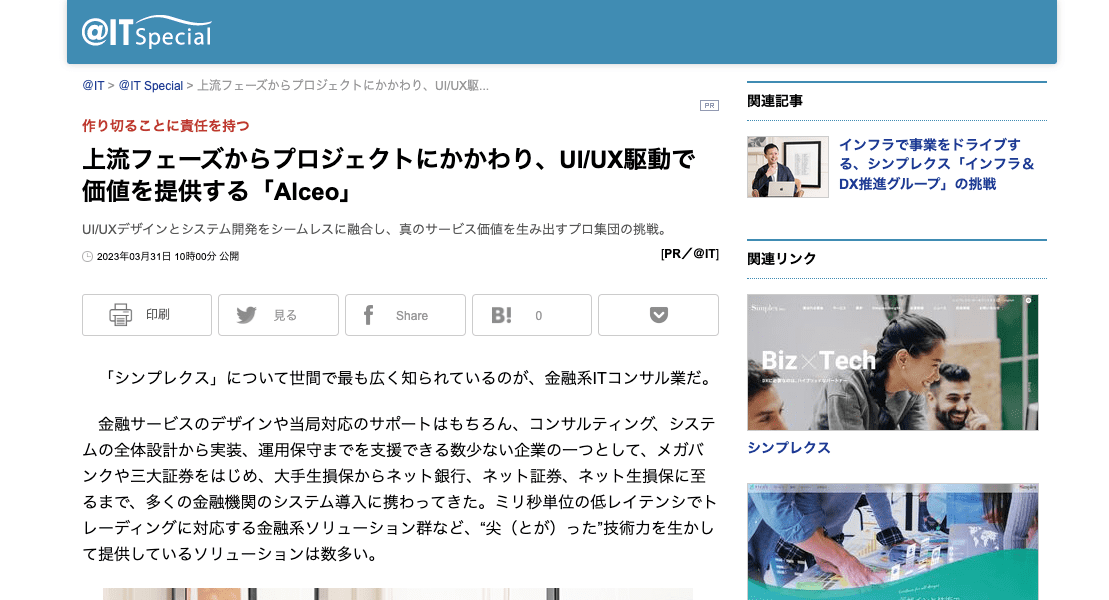 @IT Special
@IT > @IT Special > 上流フェーズからプロジェクトにかかわり、UI/UX駆...
PR
作り切ることに責任を持つ
上流フェーズからプロジェクトにかかわり、UI/UX駆動で
価値を提供する「Alceo」
UI/UXデザインとシステム開発をシームレスに融合し、真のサービス価値を生み出すプロ集団の挑戦。
2023年03月31日 10時00分 公開
[PR／@IT]
印刷
見る
Share
B! 0
「シンプレクス」について世間で最も広く知られているのが、金融系ITコンサル業だ。
金融サービスのデザインや当局対応のサポートはもちろん、コンサルティング、システ
ムの全体設計から実装、運用保守までを支援できる数少ない企業の一つとして、メガバ
ンクや三大証券をはじめ、大手生損保からネット銀行、ネット証券、ネット生損保に至
るまで、多くの金融機関のシステム導入に携わってきた。ミリ秒単位の低レイテンシでト
レーディングに対応する金融系ソリューション群など、“尖（とが）った”技術力を生かし
て提供しているソリューションは数多い。
関連記事
インフラで事業をドライブす
る、シンプレクス「インフラ＆
DX推進グループ」の挑戦
関連リンク
Simplex Inc.
Biz×Tech
シンプレクス